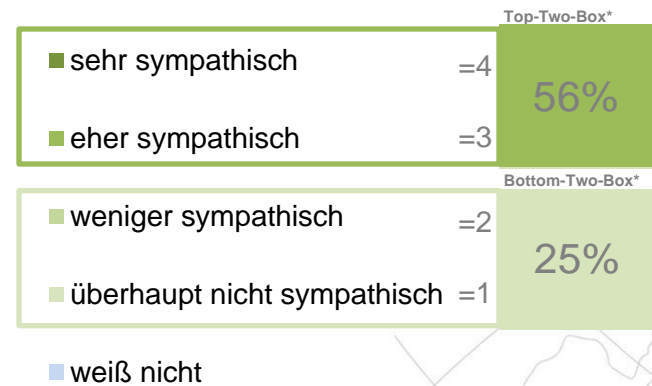 Top-Two-Box*
sehr sympathisch =4
56%
eher sympathisch =3
Bottom-Two-Box*
weniger sympathisch =2
25%
überhaupt nicht sympathisch =1
weiß nicht